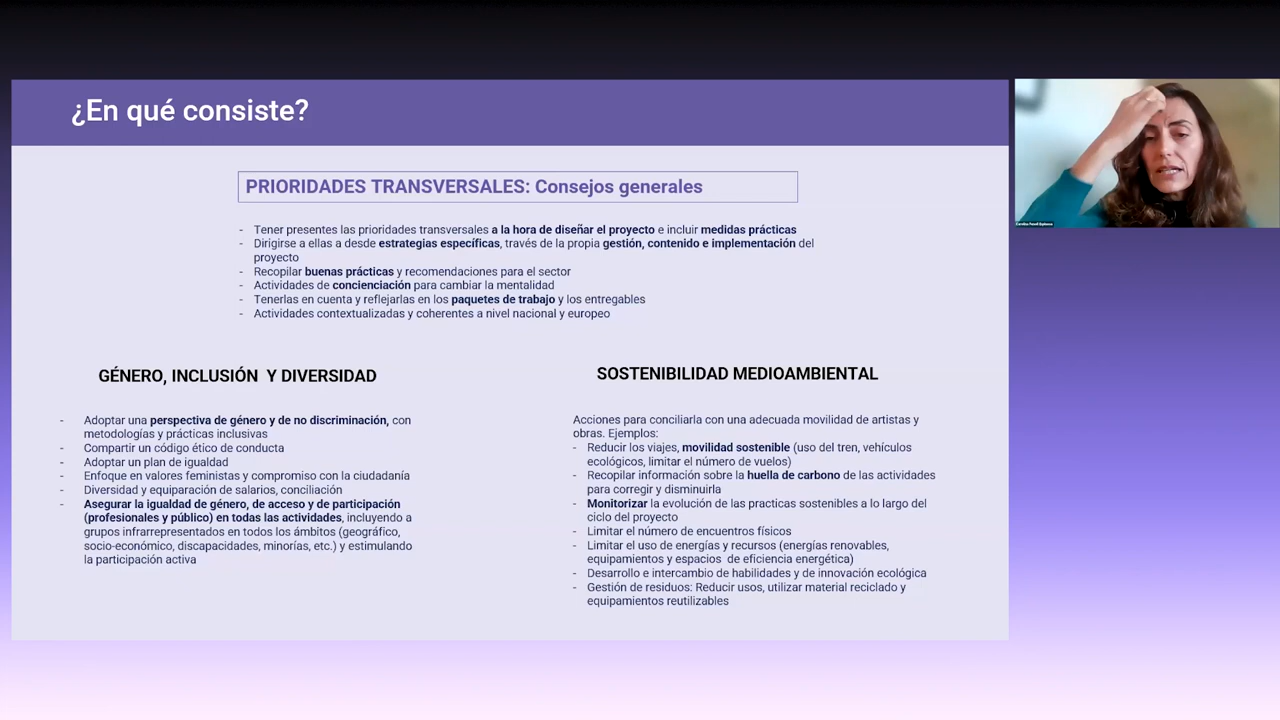 ¿En qué consiste?
PRIORIDADES TRANSVERSALES: Consejos generales
- Tener presentes las prioridades transversales a la hora de diseñar el proyecto e incluir medidas prácticas
- Dirigirse a ellas a desde estrategias específicas, través de la propia gestión, contenido e implementación del
proyecto
- Recopilar buenas prácticas y recomendaciones para el sector
- Actividades de concienciación para cambiar la mentalidad
- Tenerlas en cuenta y reflejarlas en los paquetes de trabajo y los entregables
- Actividades contextualizadas y coherentes a nivel nacional y europeo
GÉNERO, INCLUSIÓN Y DIVERSIDAD
- Adoptar una perspectiva de género y de no discriminación, con
metodologías y prácticas inclusivas
- Compartir un código ético de conducta
- Adoptar un plan de igualdad
- Enfoque en valores feministas y compromiso con la ciudadanía
- Diversidad y equiparación de salarios, conciliación
- Asegurar la igualdad de género, de acceso y de participación
(profesionales y público) en todas las actividades, incluyendo a
grupos infrarrepresentados en todos los ámbitos (geográfico,
socio-económico, discapacidades, minorías, etc.) y estimulando
la participación activa
SOSTENIBILIDAD MEDIOAMBIENTAL
Acciones para conciliarla con una adecuada movilidad de artistas y
obras. Ejemplos:
- Reducir los viajes, movilidad sostenible (uso del tren, vehículos
ecológicos, limitar el número de vuelos)
- Recopilar información sobre la huella de carbono de las actividades
para corregir y disminuirla
- Monitorizar la evolución de las practicas sostenibles a lo largo del
ciclo del proyecto
- Limitar el número de encuentros físicos
- Limitar el uso de energías y recursos (energías renovables,
equipamientos y espacios de eficiencia energética)
- Desarrollo e intercambio de habilidades y de innovación ecológica
- Gestión de residuos: Reducir usos, utilizar material reciclado y
equipamientos reutilizables